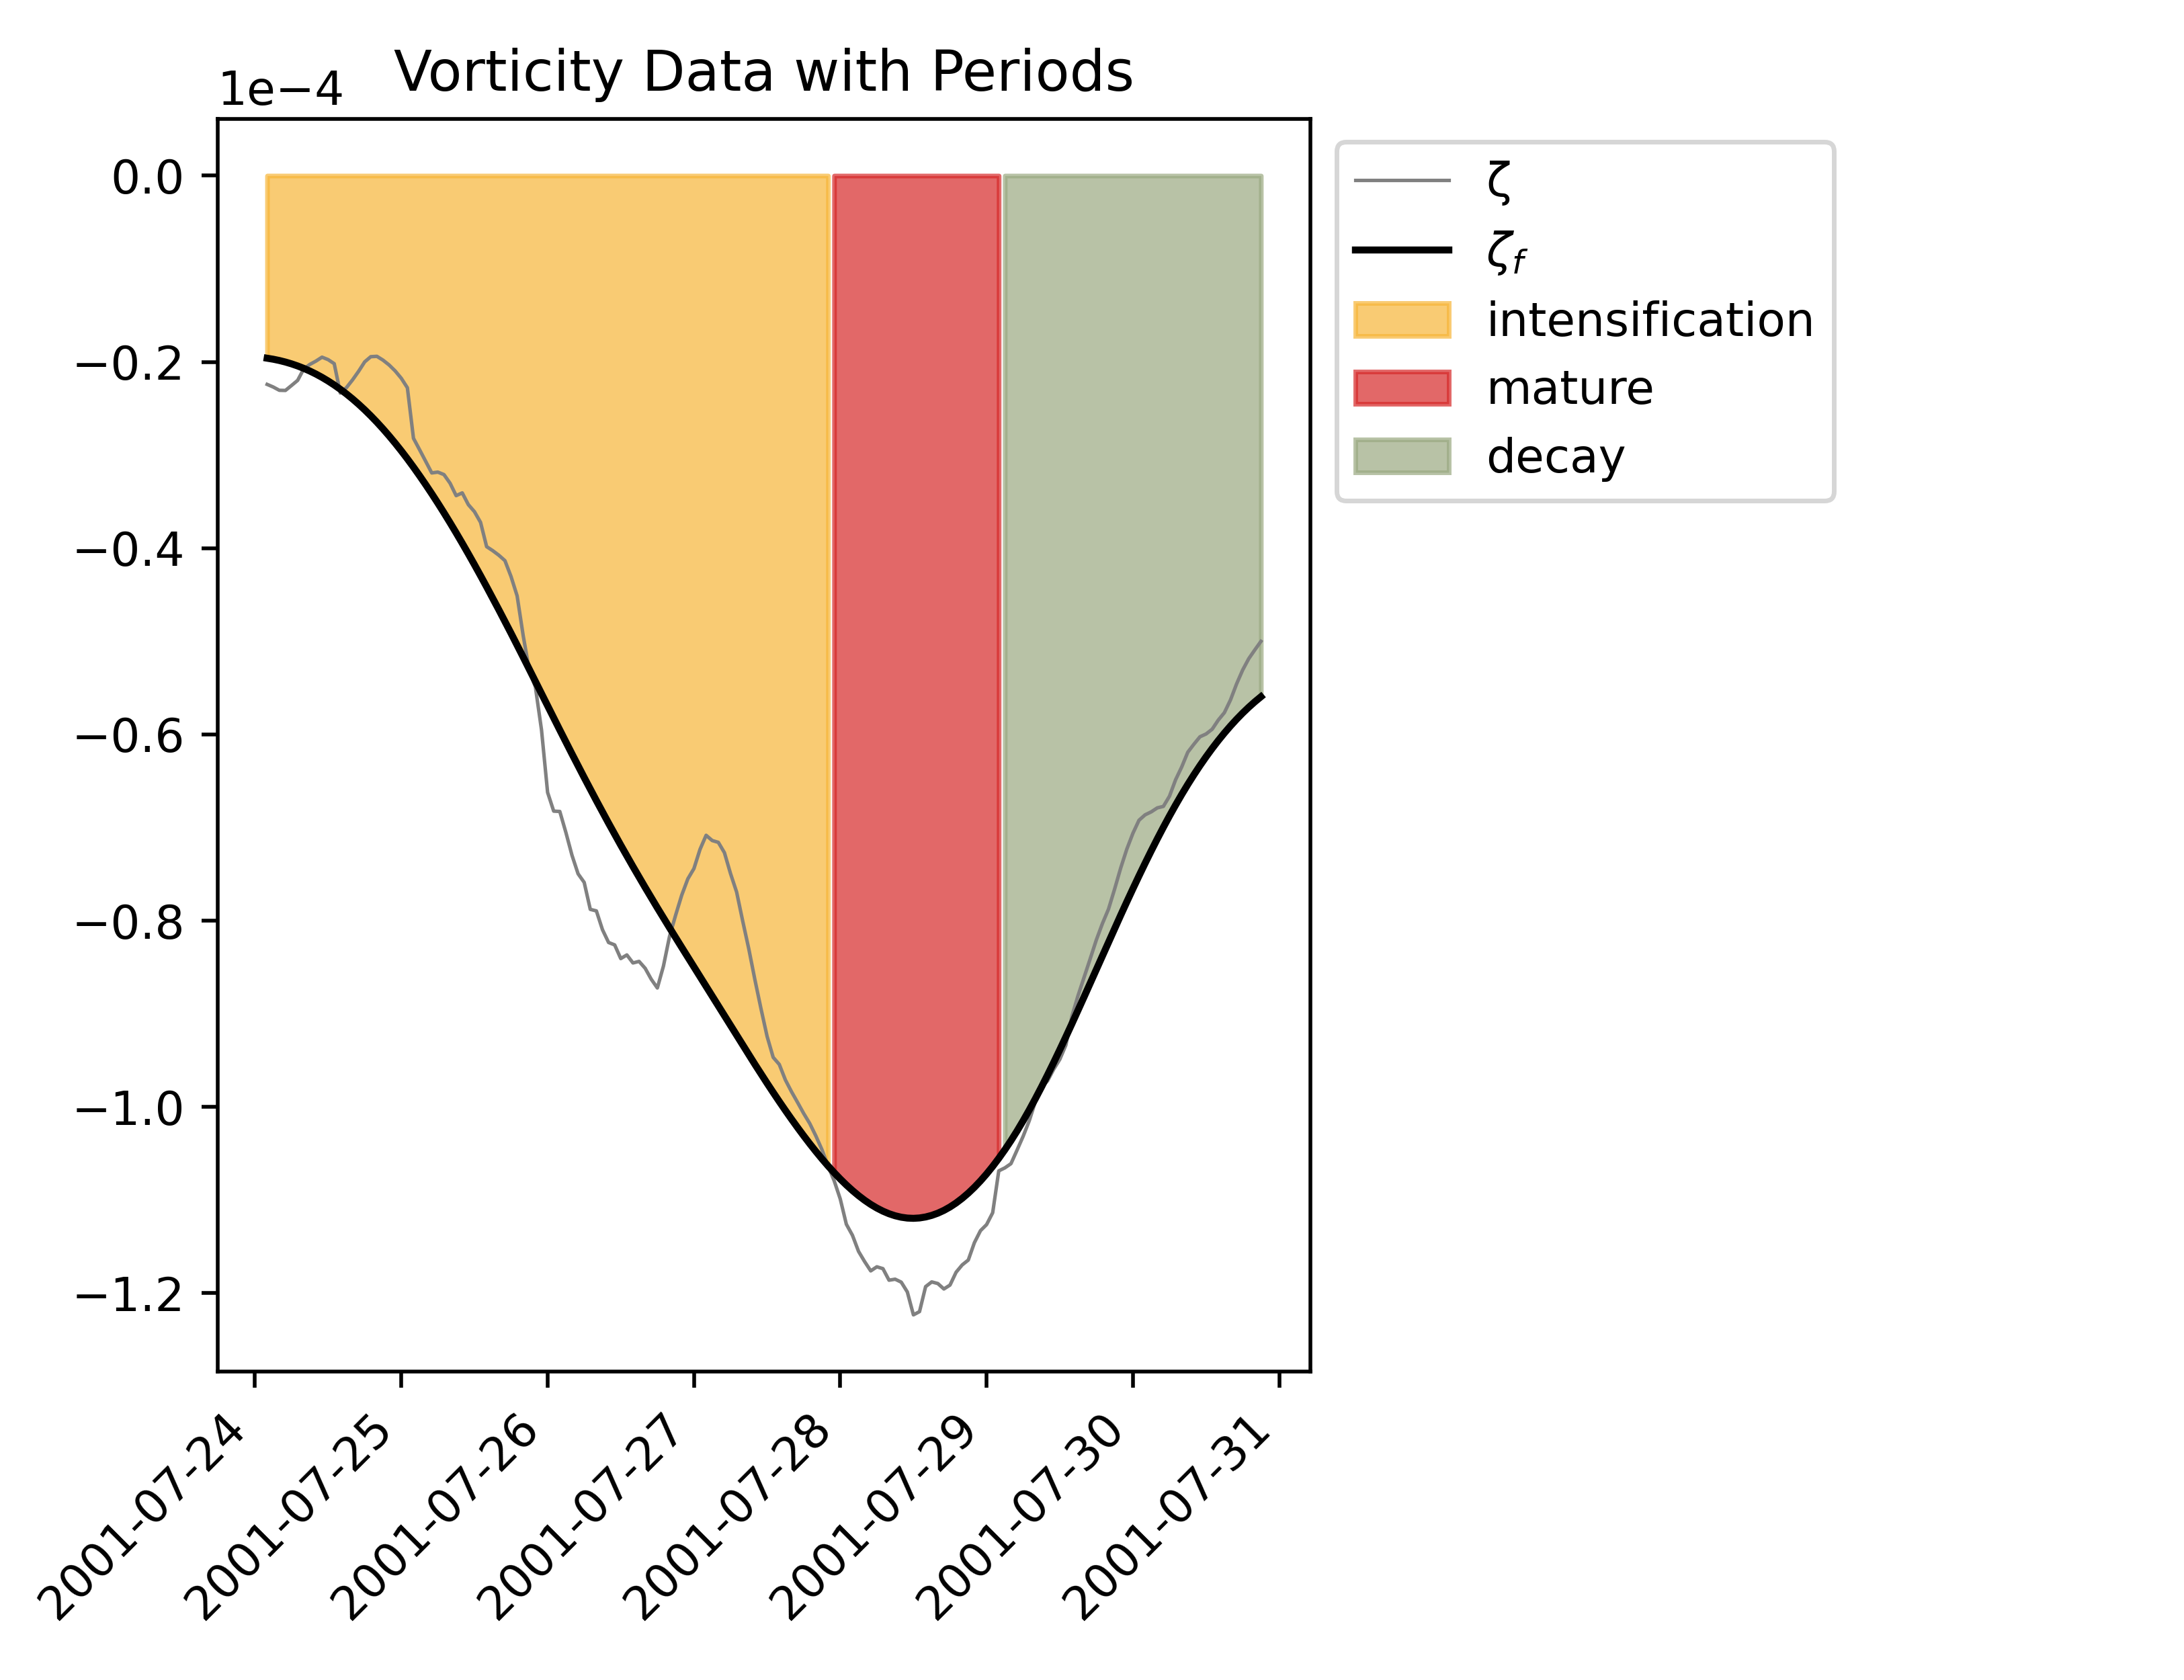 Vorticity Data with Periods
1e−4
0.0
−0.2
−0.4
−0.6
−0.8
−1.0
−1.2
2001-07-24
2001-07-25
2001-07-26
2001-07-27
2001-07-28
2001-07-29
2001-07-30
2001-07-31
ζ
ζf
intensification
mature
decay